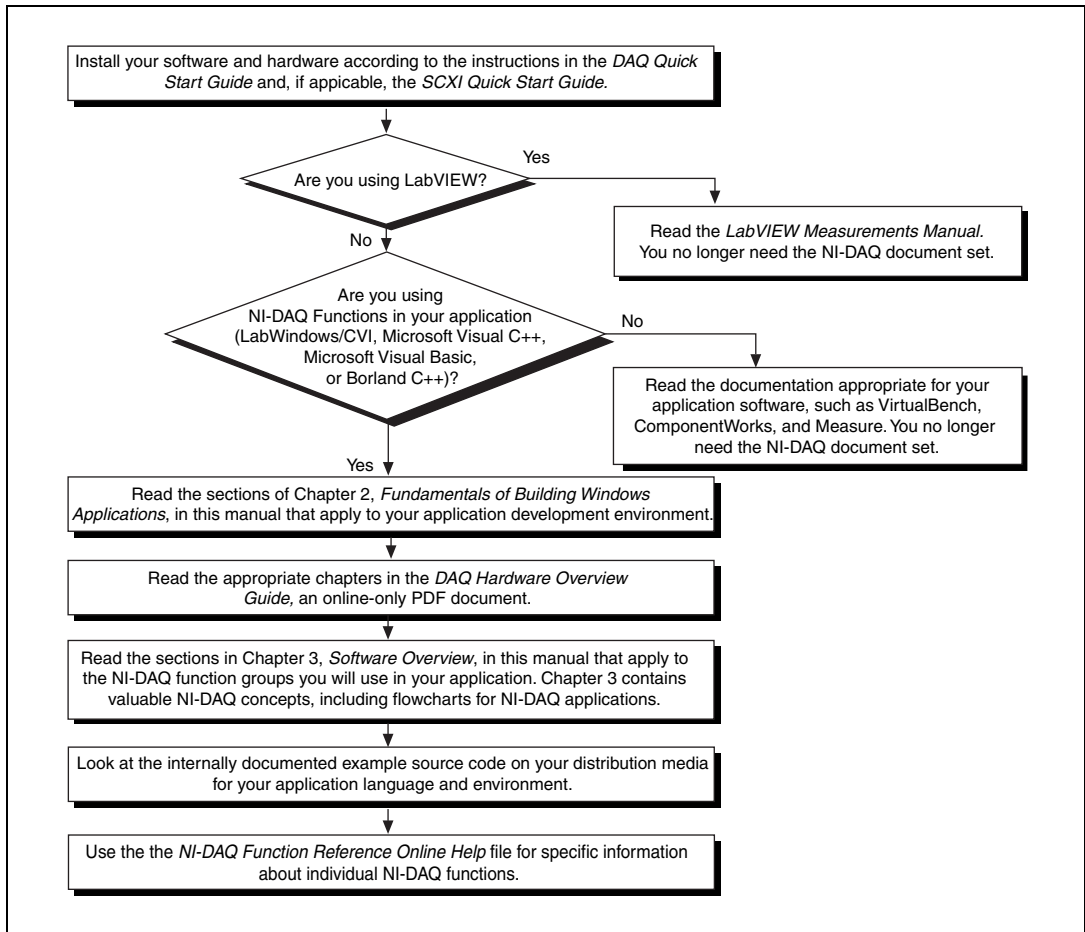 Install your software and hardware according to the instructions in the DAQ Quick
Start Guide and, if appicable, the SCXI Quick Start Guide.
Are you using LabVIEW?
Yes
Read the LabVIEW Measurements Manual.
You no longer need the NI-DAQ document set.
No
Are you using
NI-DAQ Functions in your application
(LabWindows/CVI, Microsoft Visual C++,
Microsoft Visual Basic,
or Borland C++)?
No
Read the documentation appropriate for your
application software, such as VirtualBench,
ComponentWorks, and Measure. You no longer
need the NI-DAQ document set.
Yes
Read the sections of Chapter 2, Fundamentals of Building Windows
Applications, in this manual that apply to your application development environment.
Read the appropriate chapters in the DAQ Hardware Overview
Guide, an online-only PDF document.
Read the sections in Chapter 3, Software Overview, in this manual that apply to
the NI-DAQ function groups you will use in your application. Chapter 3 contains
valuable NI-DAQ concepts, including flowcharts for NI-DAQ applications.
Look at the internally documented example source code on your distribution media
for your application language and environment.
Use the the NI-DAQ Function Reference Online Help file for specific information
about individual NI-DAQ functions.